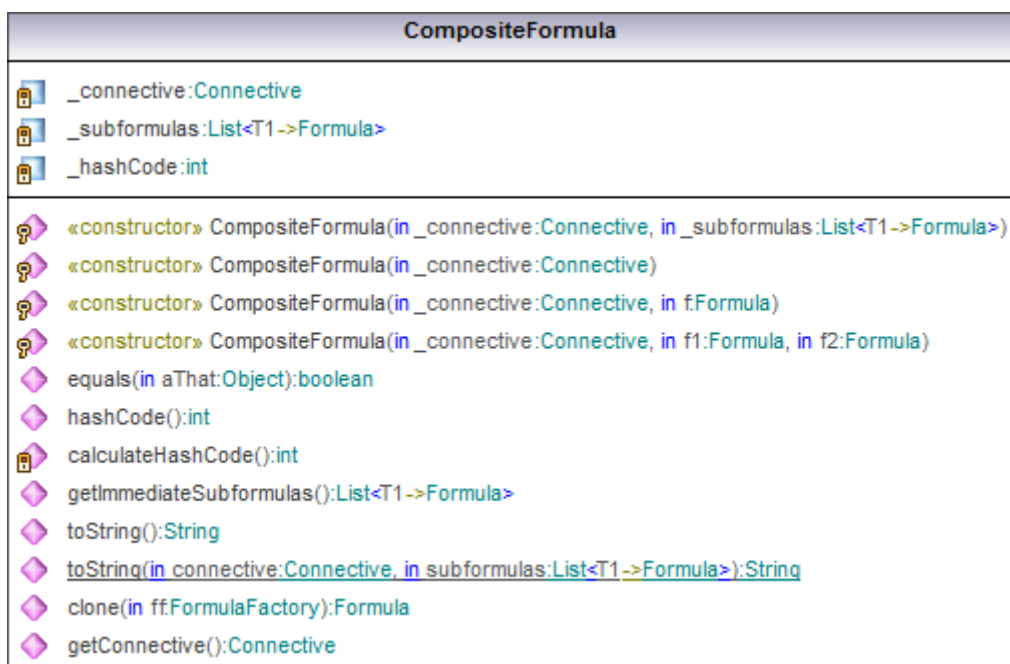 CompositeFormula
_connective:Connective
_subformulas:List<T1->Formula>
_hashCode:int
«constructor» CompositeFormula(in _connective:Connective, in _subformulas:List<T1->Formula>)
«constructor» CompositeFormula(in _connective:Connective)
«constructor» CompositeFormula(in _connective:Connective, in f:Formula)
«constructor» CompositeFormula(in _connective:Connective, in f1:Formula, in f2:Formula)
equals(in aThat:Object):boolean
hashCode():int
calculateHashCode():int
getImmediateSubformulas():List<T1->Formula>
toString():String
toString(in connective:Connective, in subformulas:List<T1->Formula>):String
clone(in ff:FormulaFactory):Formula
getConnective():Connective